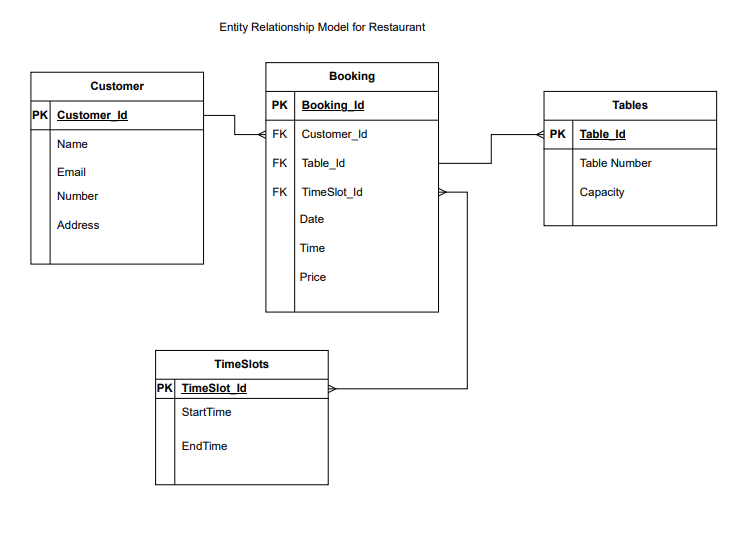 Entity Relationship Model for Restaurant
Customer
PK Customer_Id
Name
Email
Number
Address
Booking
PK Booking_Id
FK Customer_Id
FK Table_Id
FK TimeSlot_Id
Date
Time
Price
Tables
PK Table_Id
Table Number
Capacity
TimeSlots
PK TimeSlot_Id
StartTime
EndTime